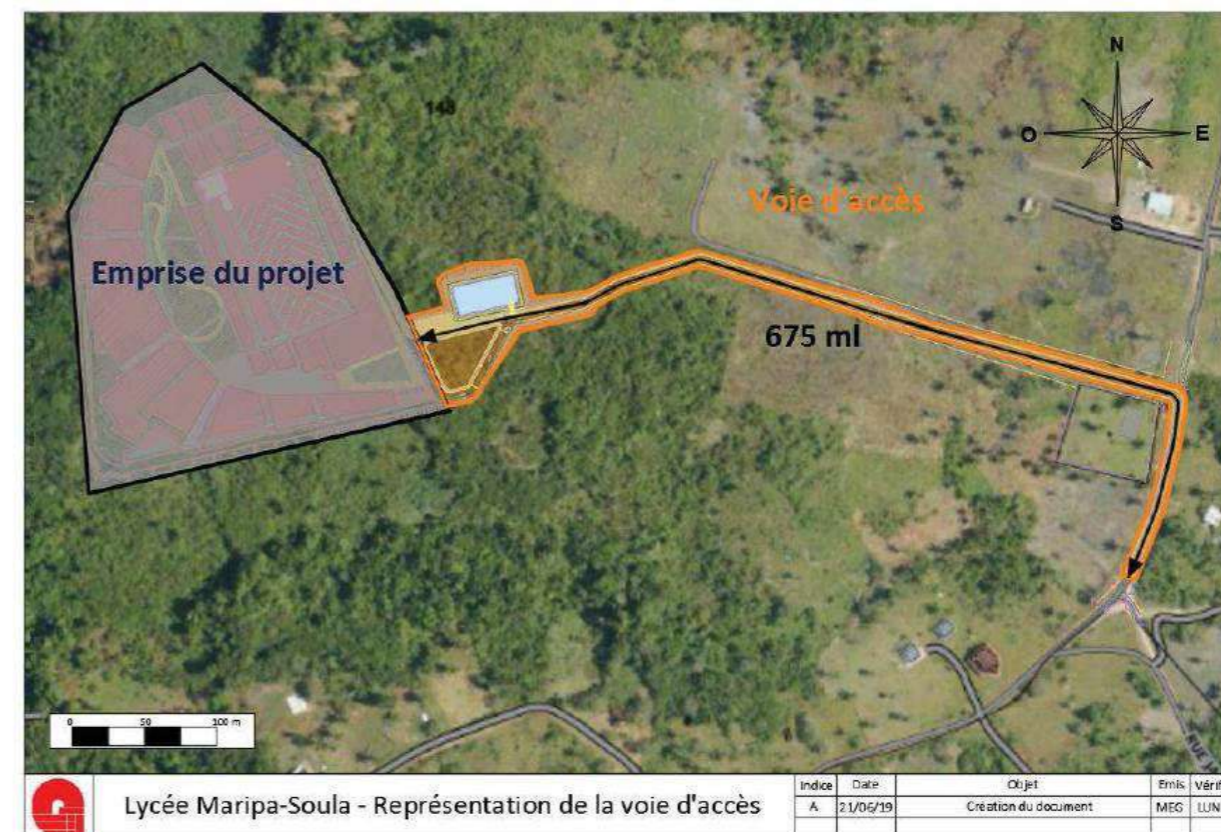 N
148
O E
Voie d'accès
S
Emprise du projet
675 ml
0 50 100 m
Lycée Maripa-Soula - Représentation de la voie d'accès
Indice Date Objet Emis Vérif
A 21/06/19 Création du document MEG LUN